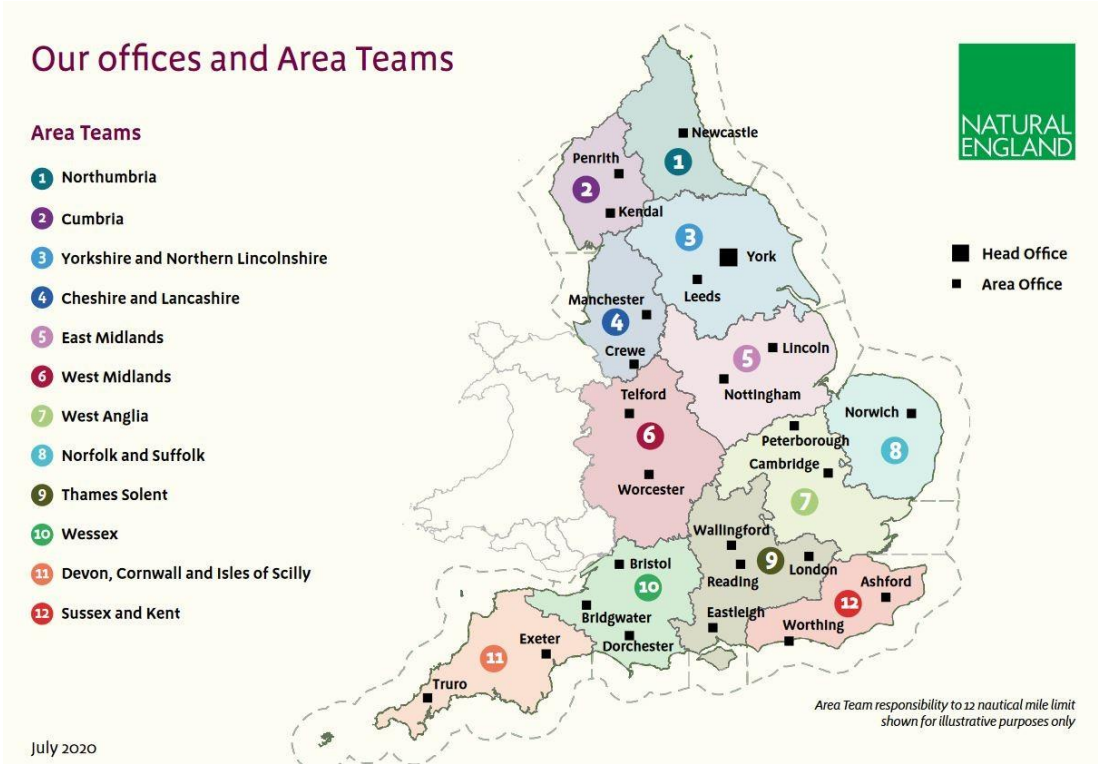 Our offices and Area Teams
NATURAL
ENGLAND
Area Teams
1 Northumbria
2 Cumbria
3 Yorkshire and Northern Lincolnshire
4 Cheshire and Lancashire
5 East Midlands
6 West Midlands
7 West Anglia
8 Norfolk and Suffolk
9 Thames Solent
10 Wessex
11 Devon, Cornwall and Isles of Scilly
12 Sussex and Kent
Head Office
Area Office
Newcastle
1
Penrith
2
Kendal
3
York
Leeds
Manchester
4
Crewe
Lincoln
5
Nottingham
Telford
6
Worcester
Norwich
8
Peterborough
Cambridge
7
Wallingford
9
London
Reading
Eastleigh
Ashford
12
Worthing
Bristol
10
Bridgwater
Dorchester
Exeter
11
Truro
Area Team responsibility to 12 nautical mile limit
shown for illustrative purposes only
July 2020